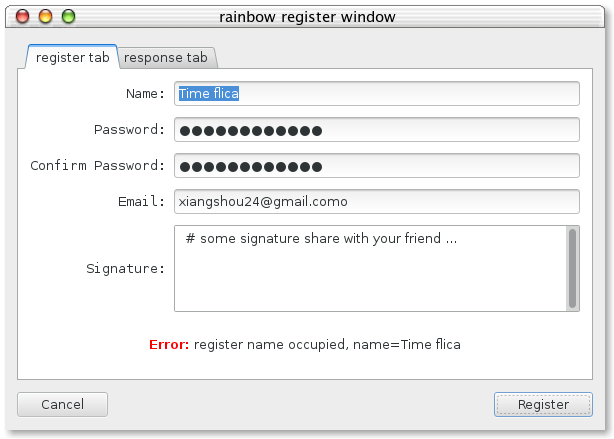 rainbow register window
register tab response tab
Name: Time flica
Password: ●●●●●●●●●●●●
Confirm Password: ●●●●●●●●●●●●
Email: xiangshou24@gmail.como
# some signature share with your friend ...
Signature:
Error: register name occupied, name=Time flica
Cancel Register